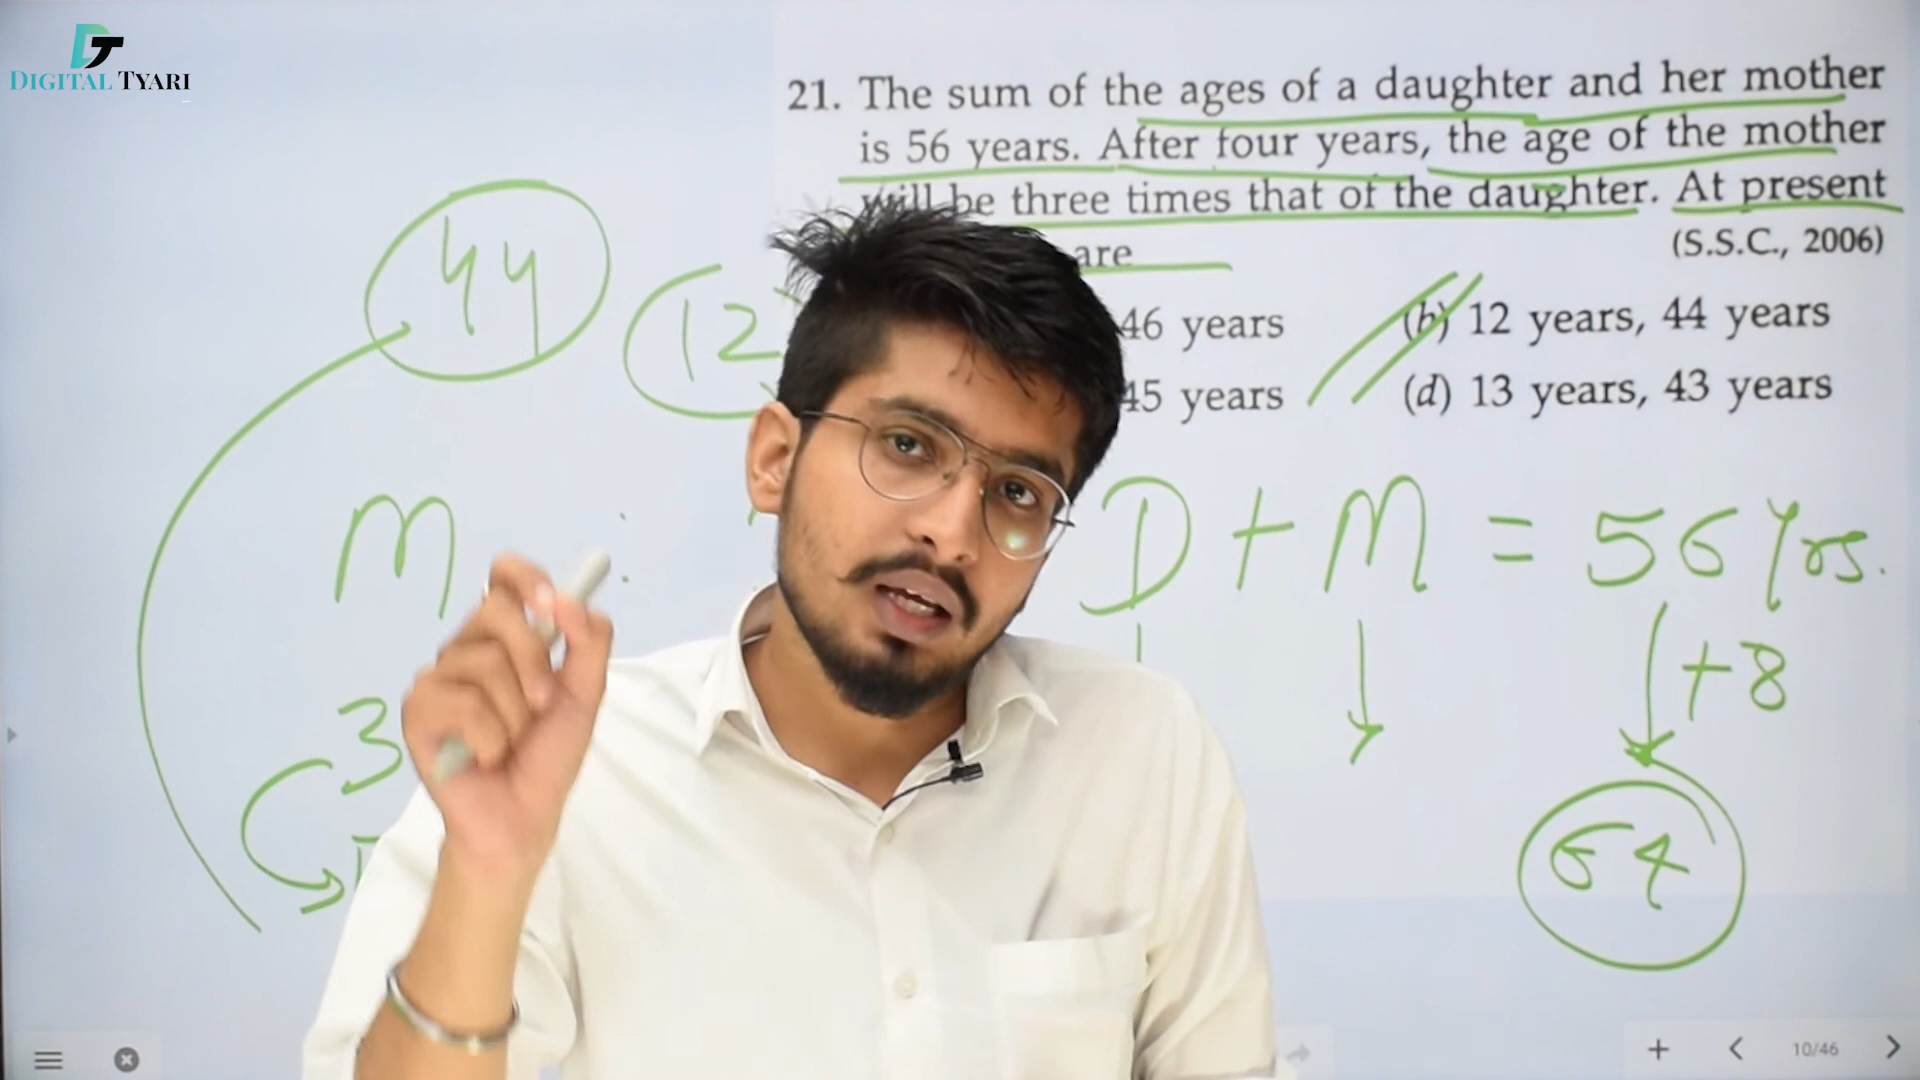 DT
DIGITAL TYARI
21. The sum of the ages of a daughter and her mother
is 56 years. After four years, the age of the mother
will be three times that of the daughter. At present
are
(S.S.C., 2006)
46 years
(b) 12 years, 44 years
45 years
(d) 13 years, 43 years
44
12
M :
D + M = 56 Yrs.
3
+8
64
10/46